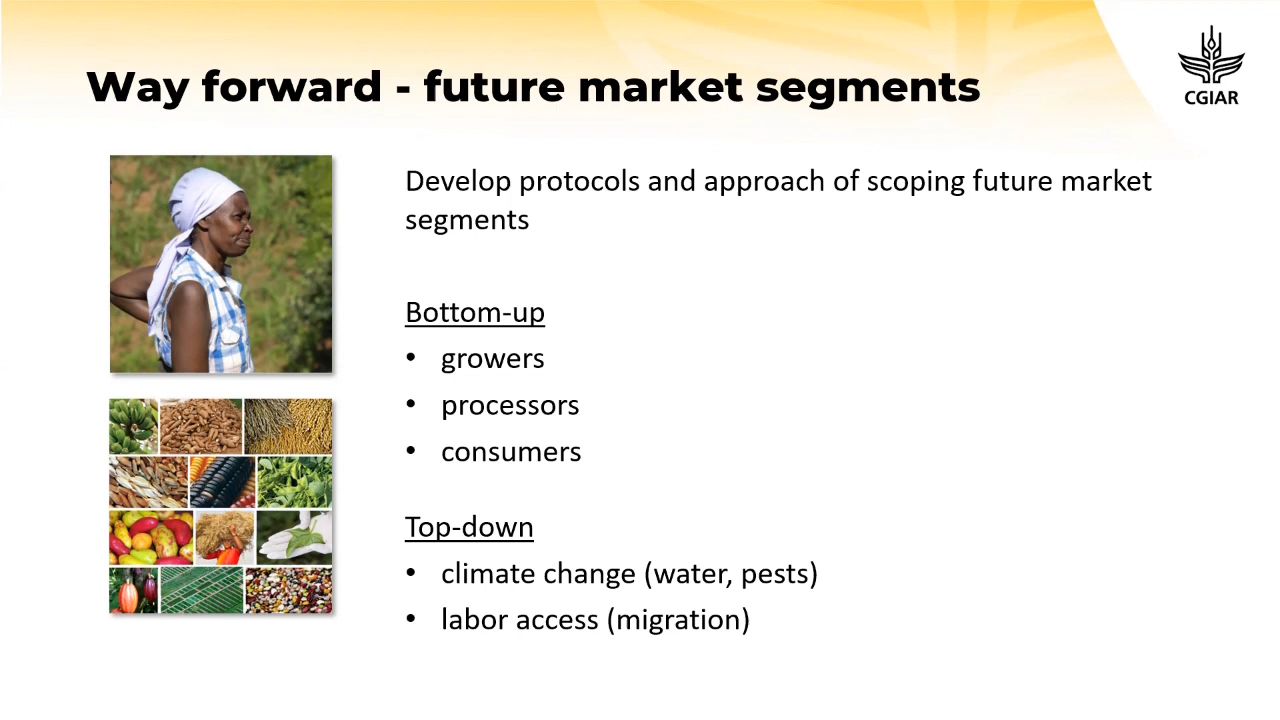 Way forward - future market segments
CGIAR
Develop protocols and approach of scoping future market
segments
Bottom-up
• growers
• processors
• consumers
Top-down
• climate change (water, pests)
• labor access (migration)